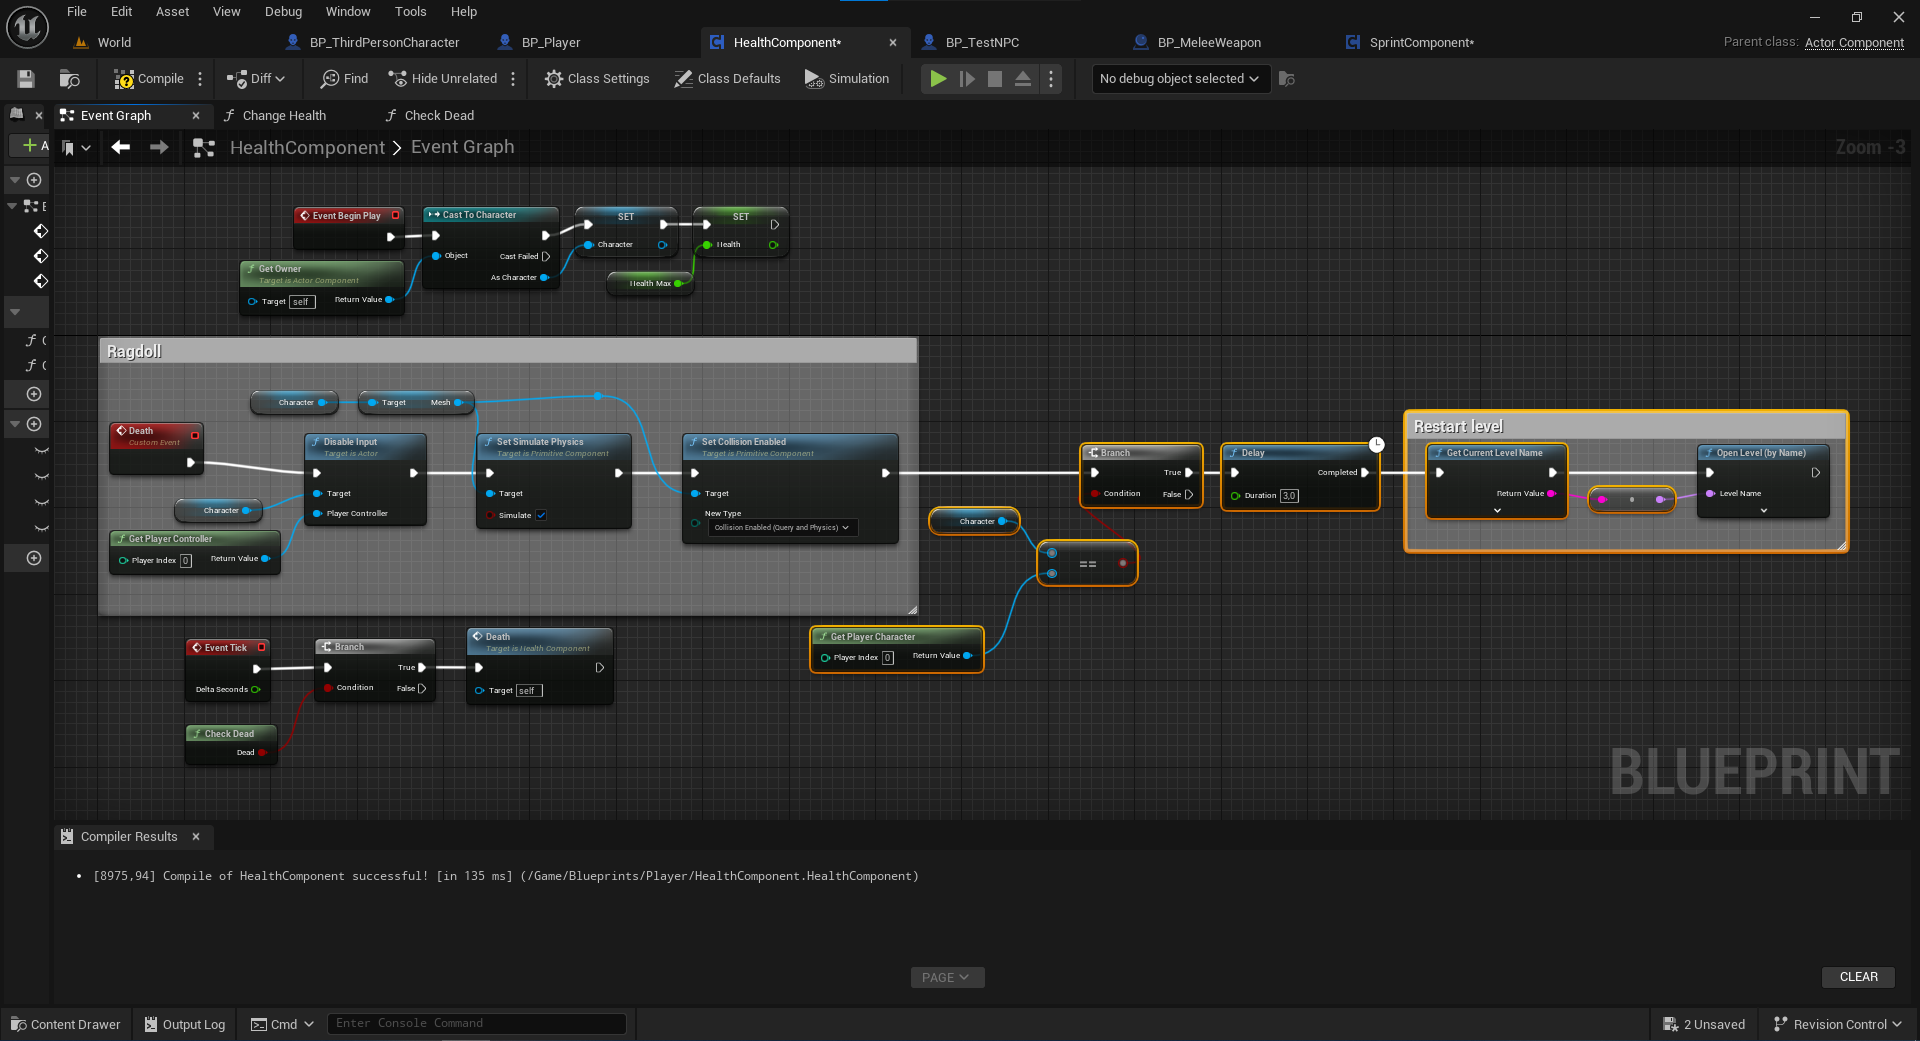 File Edit Asset View Debug Window Tools Help
World BP_ThirdPersonCharacter BP_Player HealthComponent* BP_TestNPC BP_MeleeWeapon SprintComponent* Parent class: Actor Component
Compile Diff Find Hide Unrelated Class Settings Class Defaults Simulation No debug object selected
Event Graph Change Health Check Dead
HealthComponent > Event Graph
Zoom -3
Event Begin Play
Cast To Character
Object
Cast Failed
As Character
SET
Character
SET
Health
Get Owner
Target is Actor Component
Target self
Return Value
Health Max
Ragdoll
Character
Target Mesh
Death
Custom Event
Disable Input
Target is Actor
Target
Player Controller
Set Simulate Physics
Target is Primitive Component
Target
Simulate
Set Collision Enabled
Target is Primitive Component
Target
New Type
Collision Enabled (Query and Physics)
Character
Get Player Controller
Player Index 0
Return Value
Branch
True
Condition
False
Delay
Completed
Duration 3,0
Restart level
Get Current Level Name
Return Value
Open Level (by Name)
Level Name
Character
==
Get Player Character
Player Index 0
Return Value
Event Tick
Delta Seconds
Branch
True
Condition
False
Death
Target is Health Component
Target self
Check Dead
Dead
BLUEPRINT
Compiler Results
• [8975,94] Compile of HealthComponent successful! [in 135 ms] (/Game/Blueprints/Player/HealthComponent.HealthComponent)
PAGE
CLEAR
Content Drawer Output Log Cmd Enter Console Command 2 Unsaved Revision Control